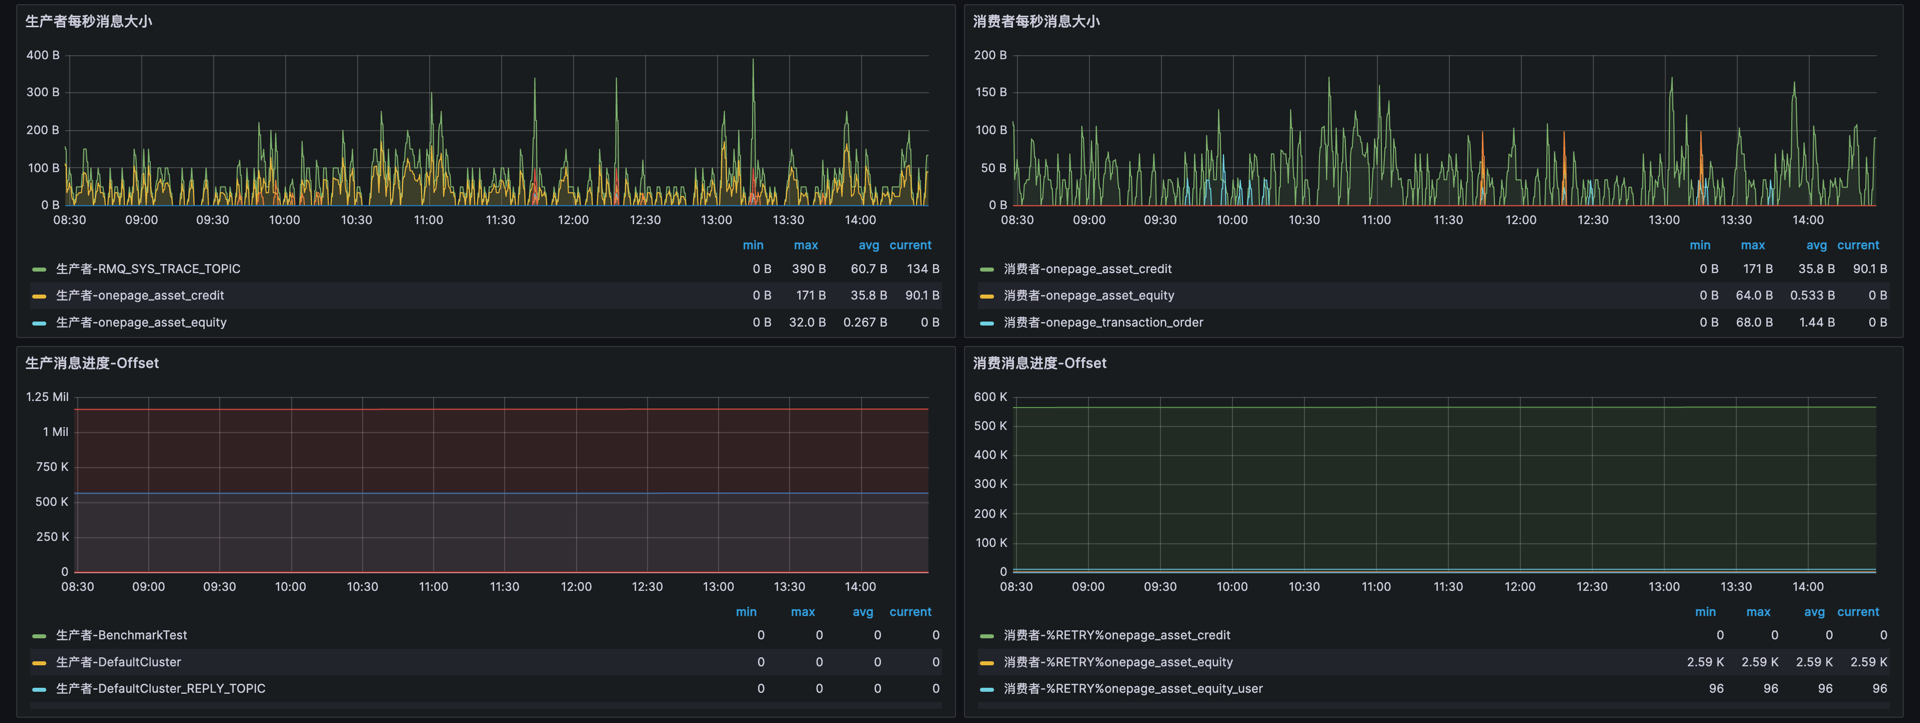 生产者每秒消息大小
400 B
300 B
200 B
100 B
0 B
08:30 09:00 09:30 10:00 10:30 11:00 11:30 12:00 12:30 13:00 13:30 14:00
min max avg current
生产者-RMQ_SYS_TRACE_TOPIC 0 B 390 B 60.7 B 134 B
生产者-onepage_asset_credit 0 B 171 B 35.8 B 90.1 B
生产者-onepage_asset_equity 0 B 32.0 B 0.267 B 0 B
消费者每秒消息大小
200 B
150 B
100 B
50 B
0 B
08:30 09:00 09:30 10:00 10:30 11:00 11:30 12:00 12:30 13:00 13:30 14:00
min max avg current
消费者-onepage_asset_credit 0 B 171 B 35.8 B 90.1 B
消费者-onepage_asset_equity 0 B 64.0 B 0.533 B 0 B
消费者-onepage_transaction_order 0 B 68.0 B 1.44 B 0 B
生产消息进度-Offset
1.25 Mil
1 Mil
750 K
500 K
250 K
0
08:30 09:00 09:30 10:00 10:30 11:00 11:30 12:00 12:30 13:00 13:30 14:00
min max avg current
生产者-BenchmarkTest 0 0 0 0
生产者-DefaultCluster 0 0 0 0
生产者-DefaultCluster_REPLY_TOPIC 0 0 0 0
消费消息进度-Offset
600 K
500 K
400 K
300 K
200 K
100 K
0
08:30 09:00 09:30 10:00 10:30 11:00 11:30 12:00 12:30 13:00 13:30 14:00
min max avg current
消费者-%RETRY%onepage_asset_credit 0 0 0 0
消费者-%RETRY%onepage_asset_equity 2.59 K 2.59 K 2.59 K 2.59 K
消费者-%RETRY%onepage_asset_equity_user 96 96 96 96